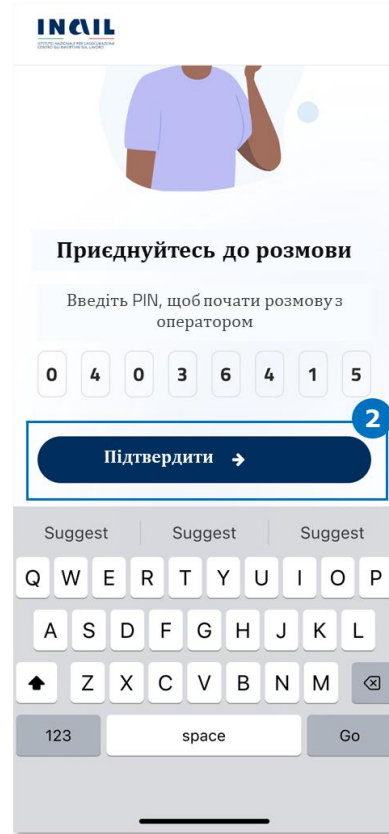 INAIL
ISTITUTO NAZIONALE PER L'ASSICURAZIONE
CONTRO GLI INFORTUNI SUL LAVORO
Приєднуйтесь до розмови
Введіть PIN, щоб почати розмову з
оператором
0 4 0 3 6 4 1 5
2
Підтвердити
Suggest Suggest Suggest
Q W E R T Y U I O P
A S D F G H J K L
Z X C V B N M
123 space Go